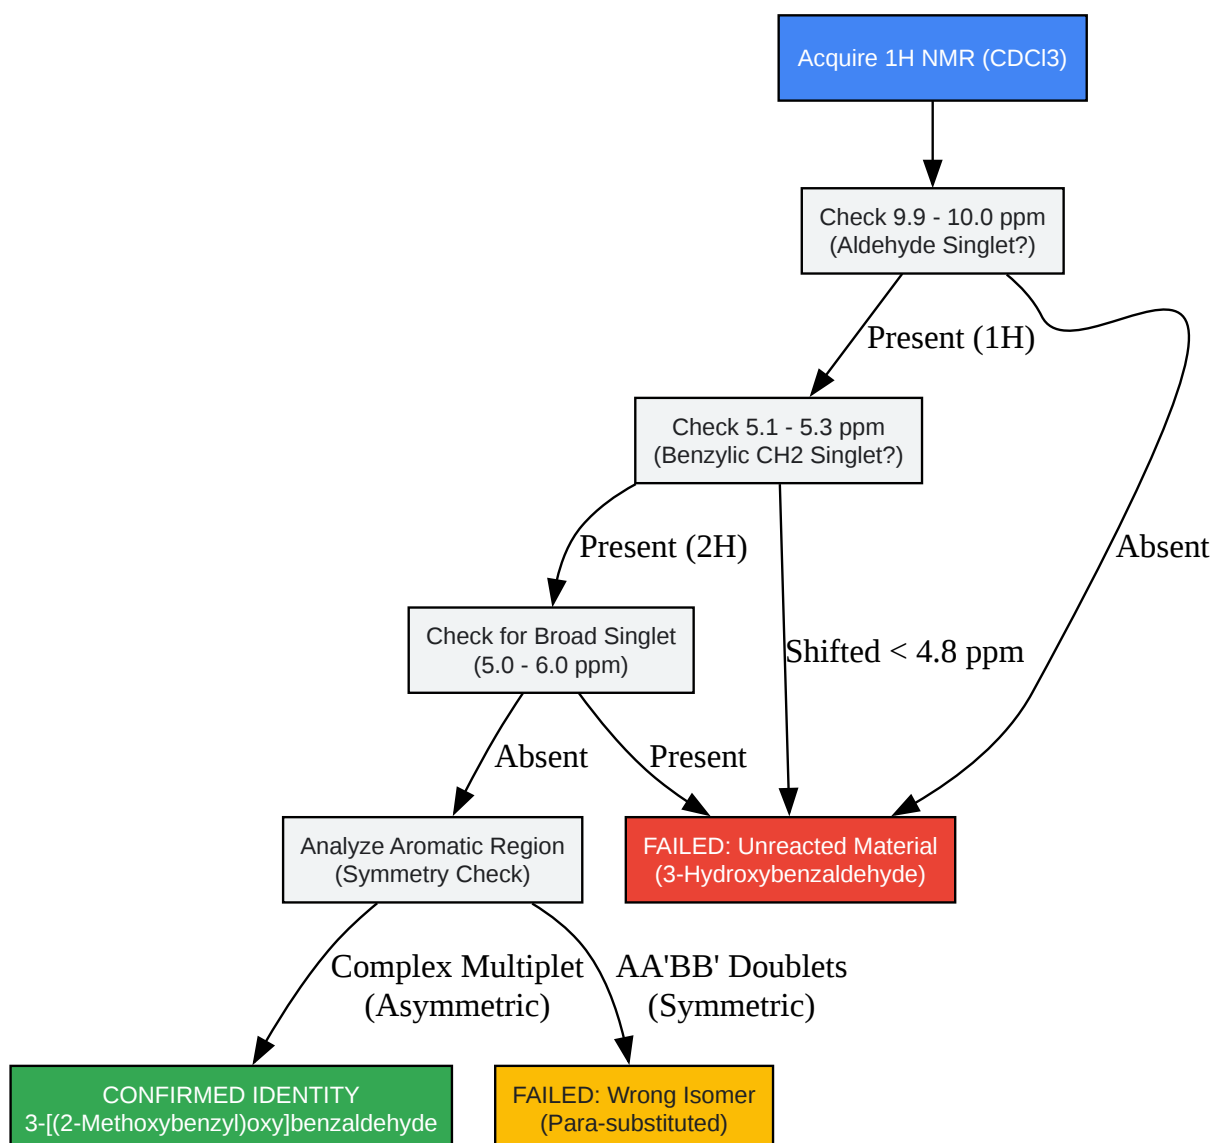 Acquire 1H NMR (CDCl3)
Check 9.9 - 10.0 ppm
(Aldehyde Singlet?)
Present (1H)
Check 5.1 - 5.3 ppm
(Benzylic CH2 Singlet?)
Present (2H)
Absent
Check for Broad Singlet
(5.0 - 6.0 ppm)
Shifted < 4.8 ppm
Absent
Present
Analyze Aromatic Region
(Symmetry Check)
FAILED: Unreacted Material
(3-Hydroxybenzaldehyde)
Complex Multiplet
(Asymmetric)
AA'BB' Doublets
(Symmetric)
CONFIRMED IDENTITY
3-[(2-Methoxybenzyl)oxy]benzaldehyde
FAILED: Wrong Isomer
(Para-substituted)